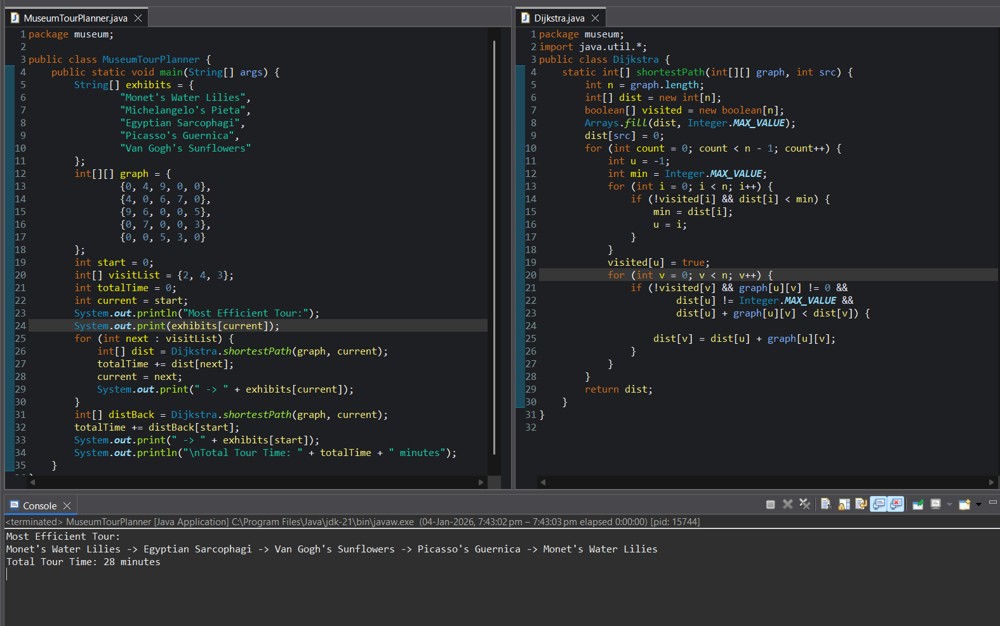 MuseumTourPlanner.java
1 package museum;
2
3 public class MuseumTourPlanner {
4     public static void main(String[] args) {
5         String[] exhibits = {
6                 "Monet's Water Lilies",
7                 "Michelangelo's Pieta",
8                 "Egyptian Sarcophagi",
9                 "Picasso's Guernica",
10                 "Van Gogh's Sunflowers"
11         };
12         int[][] graph = {
13                 {0, 4, 9, 0, 0},
14                 {4, 0, 6, 7, 0},
15                 {9, 6, 0, 0, 5},
16                 {0, 7, 0, 0, 3},
17                 {0, 0, 5, 3, 0}
18         };
19         int start = 0;
20         int[] visitList = {2, 4, 3};
21         int totalTime = 0;
22         int current = start;
23         System.out.println("Most Efficient Tour:");
24         System.out.print(exhibits[current]);
25         for (int next : visitList) {
26             int[] dist = Dijkstra.shortestPath(graph, current);
27             totalTime += dist[next];
28             current = next;
29             System.out.print(" -> " + exhibits[current]);
30         }
31         int[] distBack = Dijkstra.shortestPath(graph, current);
32         totalTime += distBack[start];
33         System.out.print(" -> " + exhibits[start]);
34         System.out.println("\nTotal Tour Time: " + totalTime + " minutes");
35     }
Dijkstra.java
1 package museum;
2 import java.util.*;
3 public class Dijkstra {
4     static int[] shortestPath(int[][] graph, int src) {
5         int n = graph.length;
6         int[] dist = new int[n];
7         boolean[] visited = new boolean[n];
8         Arrays.fill(dist, Integer.MAX_VALUE);
9         dist[src] = 0;
10         for (int count = 0; count < n - 1; count++) {
11             int u = -1;
12             int min = Integer.MAX_VALUE;
13             for (int i = 0; i < n; i++) {
14                 if (!visited[i] && dist[i] < min) {
15                     min = dist[i];
16                     u = i;
17                 }
18             }
19             visited[u] = true;
20             for (int v = 0; v < n; v++) {
21                 if (!visited[v] && graph[u][v] != 0 &&
22                         dist[u] != Integer.MAX_VALUE &&
23                         dist[u] + graph[u][v] < dist[v]) {
24
25                     dist[v] = dist[u] + graph[u][v];
26                 }
27             }
28         }
29         return dist;
30     }
31 }
32
Console
<terminated> MuseumTourPlanner [Java Application] C:\Program Files\Java\jdk-21\bin\javaw.exe (04-Jan-2026, 7:43:02 pm – 7:43:03 pm elapsed 0:00:00) [pid: 15744]
Most Efficient Tour:
Monet's Water Lilies -> Egyptian Sarcophagi -> Van Gogh's Sunflowers -> Picasso's Guernica -> Monet's Water Lilies
Total Tour Time: 28 minutes